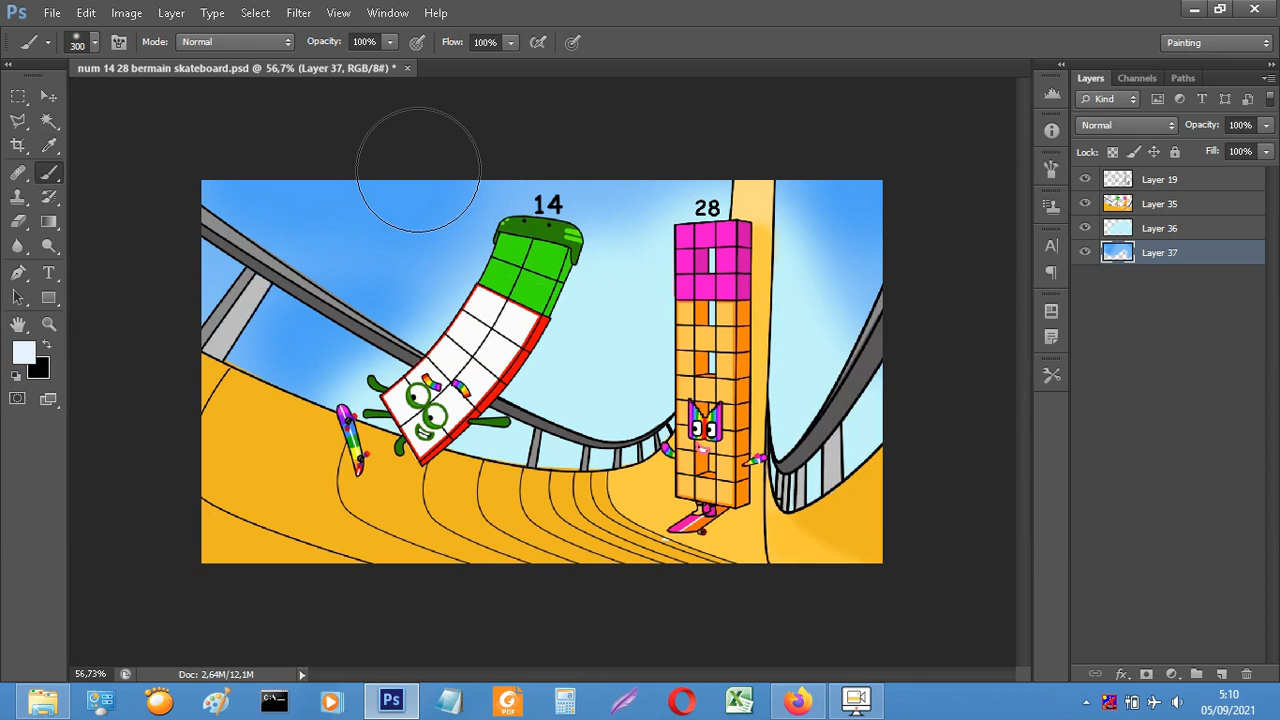 Ps File Edit Image Layer Type Select Filter View Window Help
300 Mode: Normal Opacity: 100% Flow: 100% Painting
num 14 28 bermain skateboard.psd @ 56,7% (Layer 37, RGB/8#) *
Layers Channels Paths
Kind
Normal Opacity: 100%
Lock: Fill: 100%
Layer 19
Layer 35
Layer 36
Layer 37
14
28
56,73% Doc: 2,64M/12,1M
5:10
05/09/2021